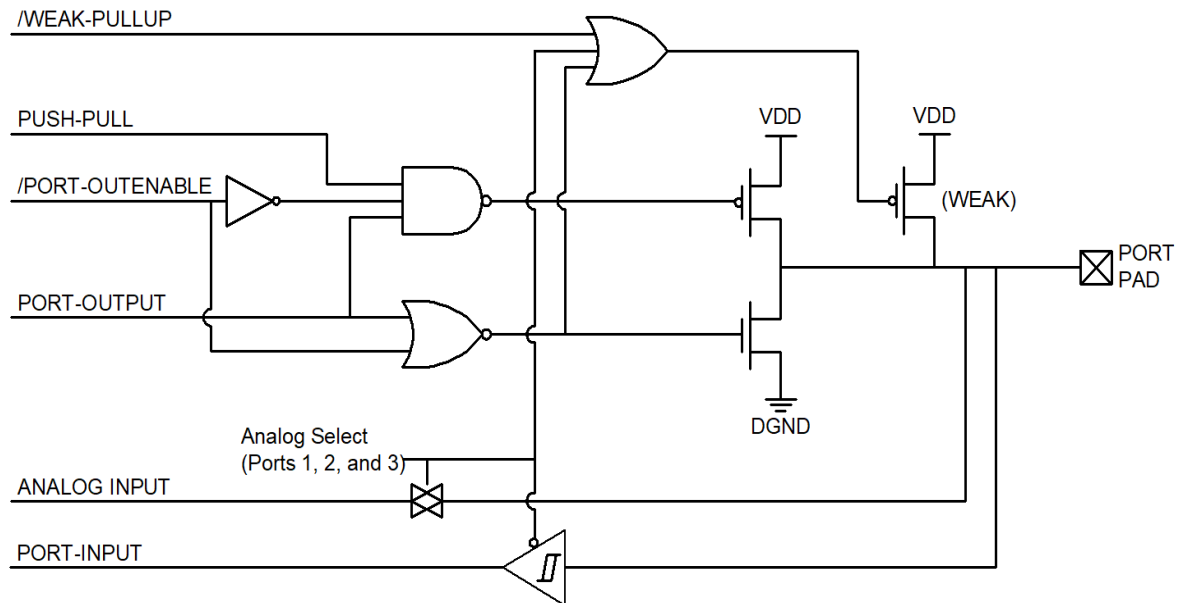 /WEAK-PULLUP
PUSH-PULL
VDD
VDD
/PORT-OUTENABLE
(WEAK)
PORT
PAD
PORT-OUTPUT
DGND
Analog Select
(Ports 1, 2, and 3)
ANALOG INPUT
PORT-INPUT